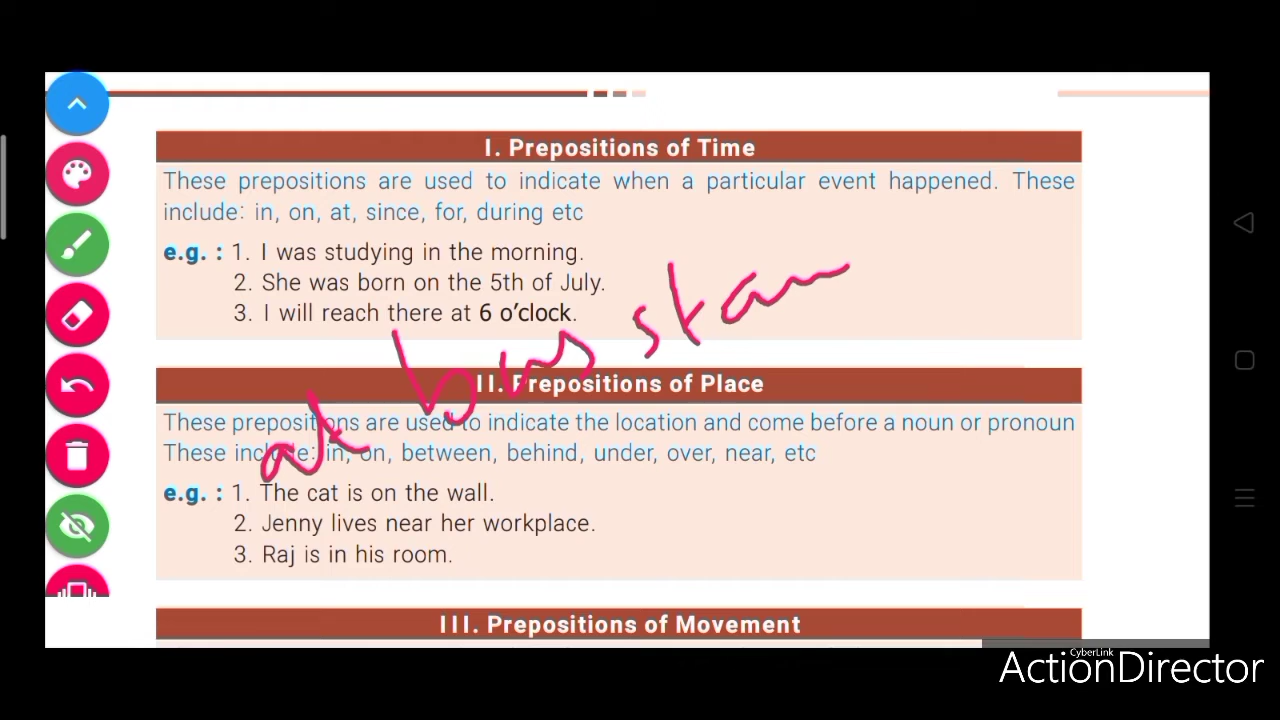 I. Prepositions of Time
These prepositions are used to indicate when a particular event happened. These
include: in, on, at, since, for, during etc
e.g. : 1. I was studying in the morning.
2. She was born on the 5th of July.
3. I will reach there at 6 o'clock.
II. Prepositions of Place
These prepositions are used to indicate the location and come before a noun or pronoun
These include: in, on, between, behind, under, over, near, etc
e.g. : 1. The cat is on the wall.
2. Jenny lives near her workplace.
3. Raj is in his room.
at bus stan
III. Prepositions of Movement
CyberLink
ActionDirector